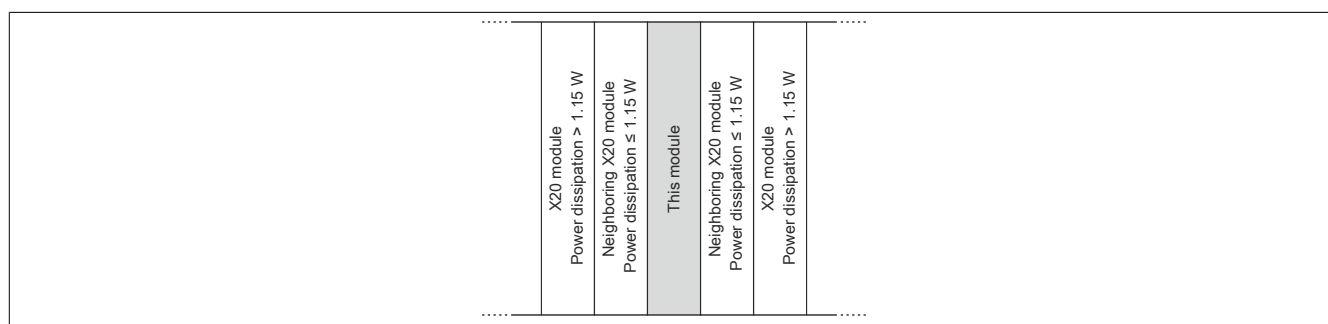 X20 module
Power dissipation > 1.15 W
Neighboring X20 module
Power dissipation ≤ 1.15 W
This module
Neighboring X20 module
Power dissipation ≤ 1.15 W
X20 module
Power dissipation > 1.15 W